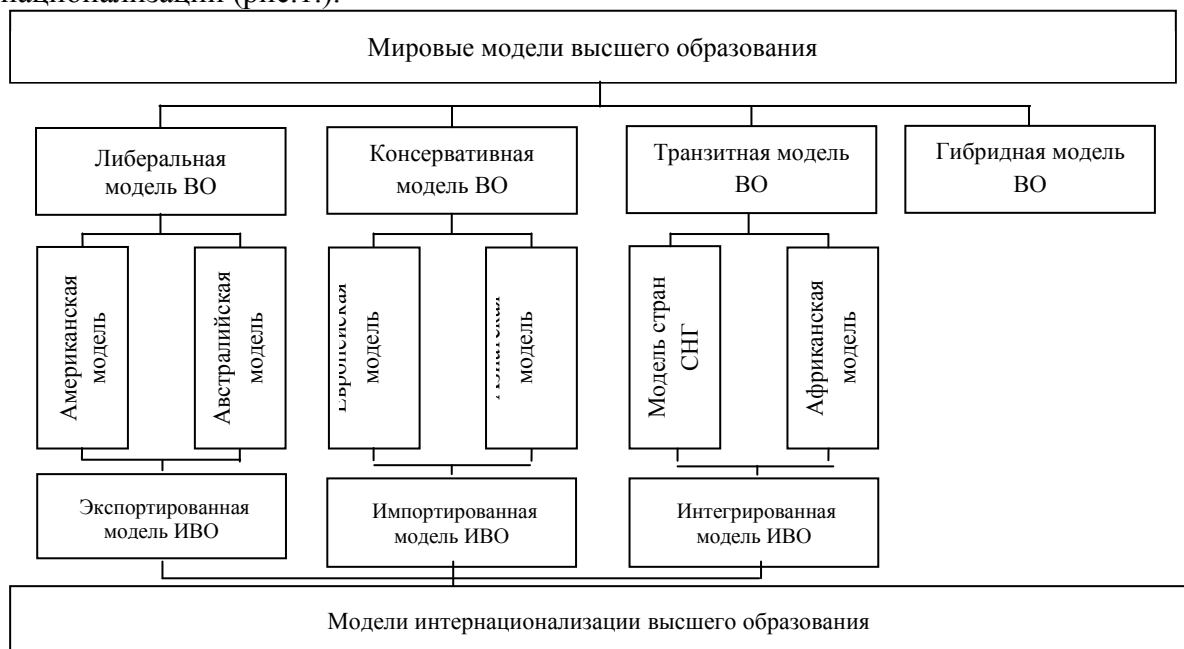 национализации (рис.1.).
Мировые модели высшего образования
Либеральная
модель ВО
Консервативная
модель ВО
Транзитная модель
ВО
Гибридная модель
ВО
Американская
модель
Австралийская
модель
Европейская
модель
модель
Модель стран
СНГ
Африканская
модель
Экспортированная
модель ИВО
Импортированная
модель ИВО
Интегрированная
модель ИВО
Модели интернационализации высшего образования